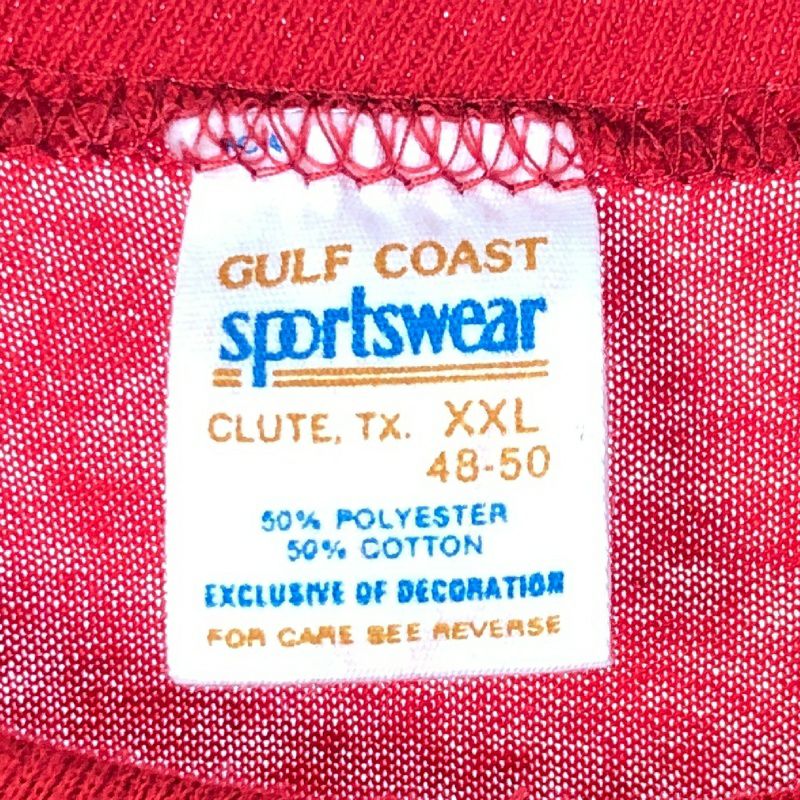 GULF COAST
sportswear
CLUTE, TX. XXL
48-50
50% POLYESTER
50% COTTON
EXCLUSIVE OF DECORATION
FOR CARE SEE REVERSE